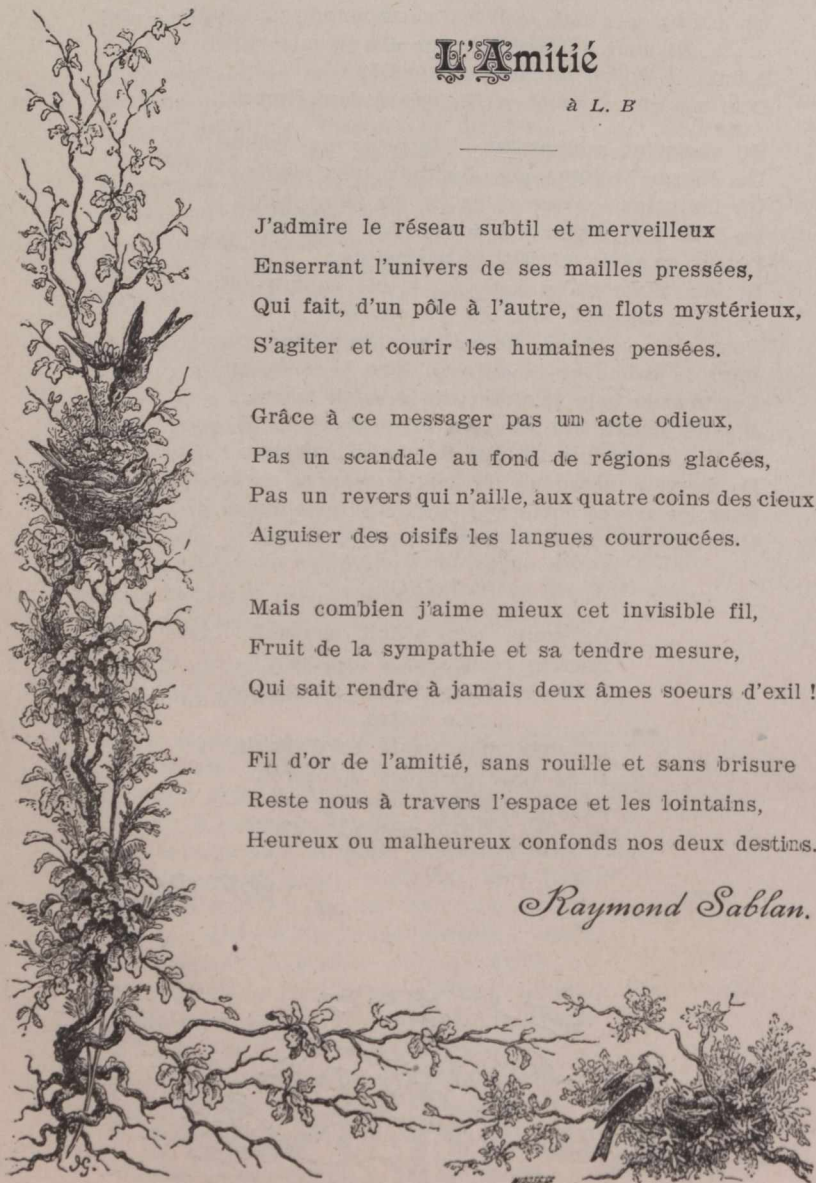 L'Amitié
à L. B
J'admire le réseau subtil et merveilleux
Enserrant l'univers de ses mailles pressées,
Qui fait, d'un pôle à l'autre, en flots mystérieux,
S'agiter et courir les humaines pensées.
Grâce à ce messager pas un acte odieux,
Pas un scandale au fond de régions glacées,
Pas un revers qui n'aille, aux quatre coins des cieux
Aiguiser des oisifs les langues courroucées.
Mais combien j'aime mieux cet invisible fil,
Fruit de la sympathie et sa tendre mesure,
Qui sait rendre à jamais deux âmes soeurs d'exil !
Fil d'or de l'amitié, sans rouille et sans brisure
Reste nous à travers l'espace et les lointains,
Heureux ou malheureux confonds nos deux destins.
Raymond Sablan.